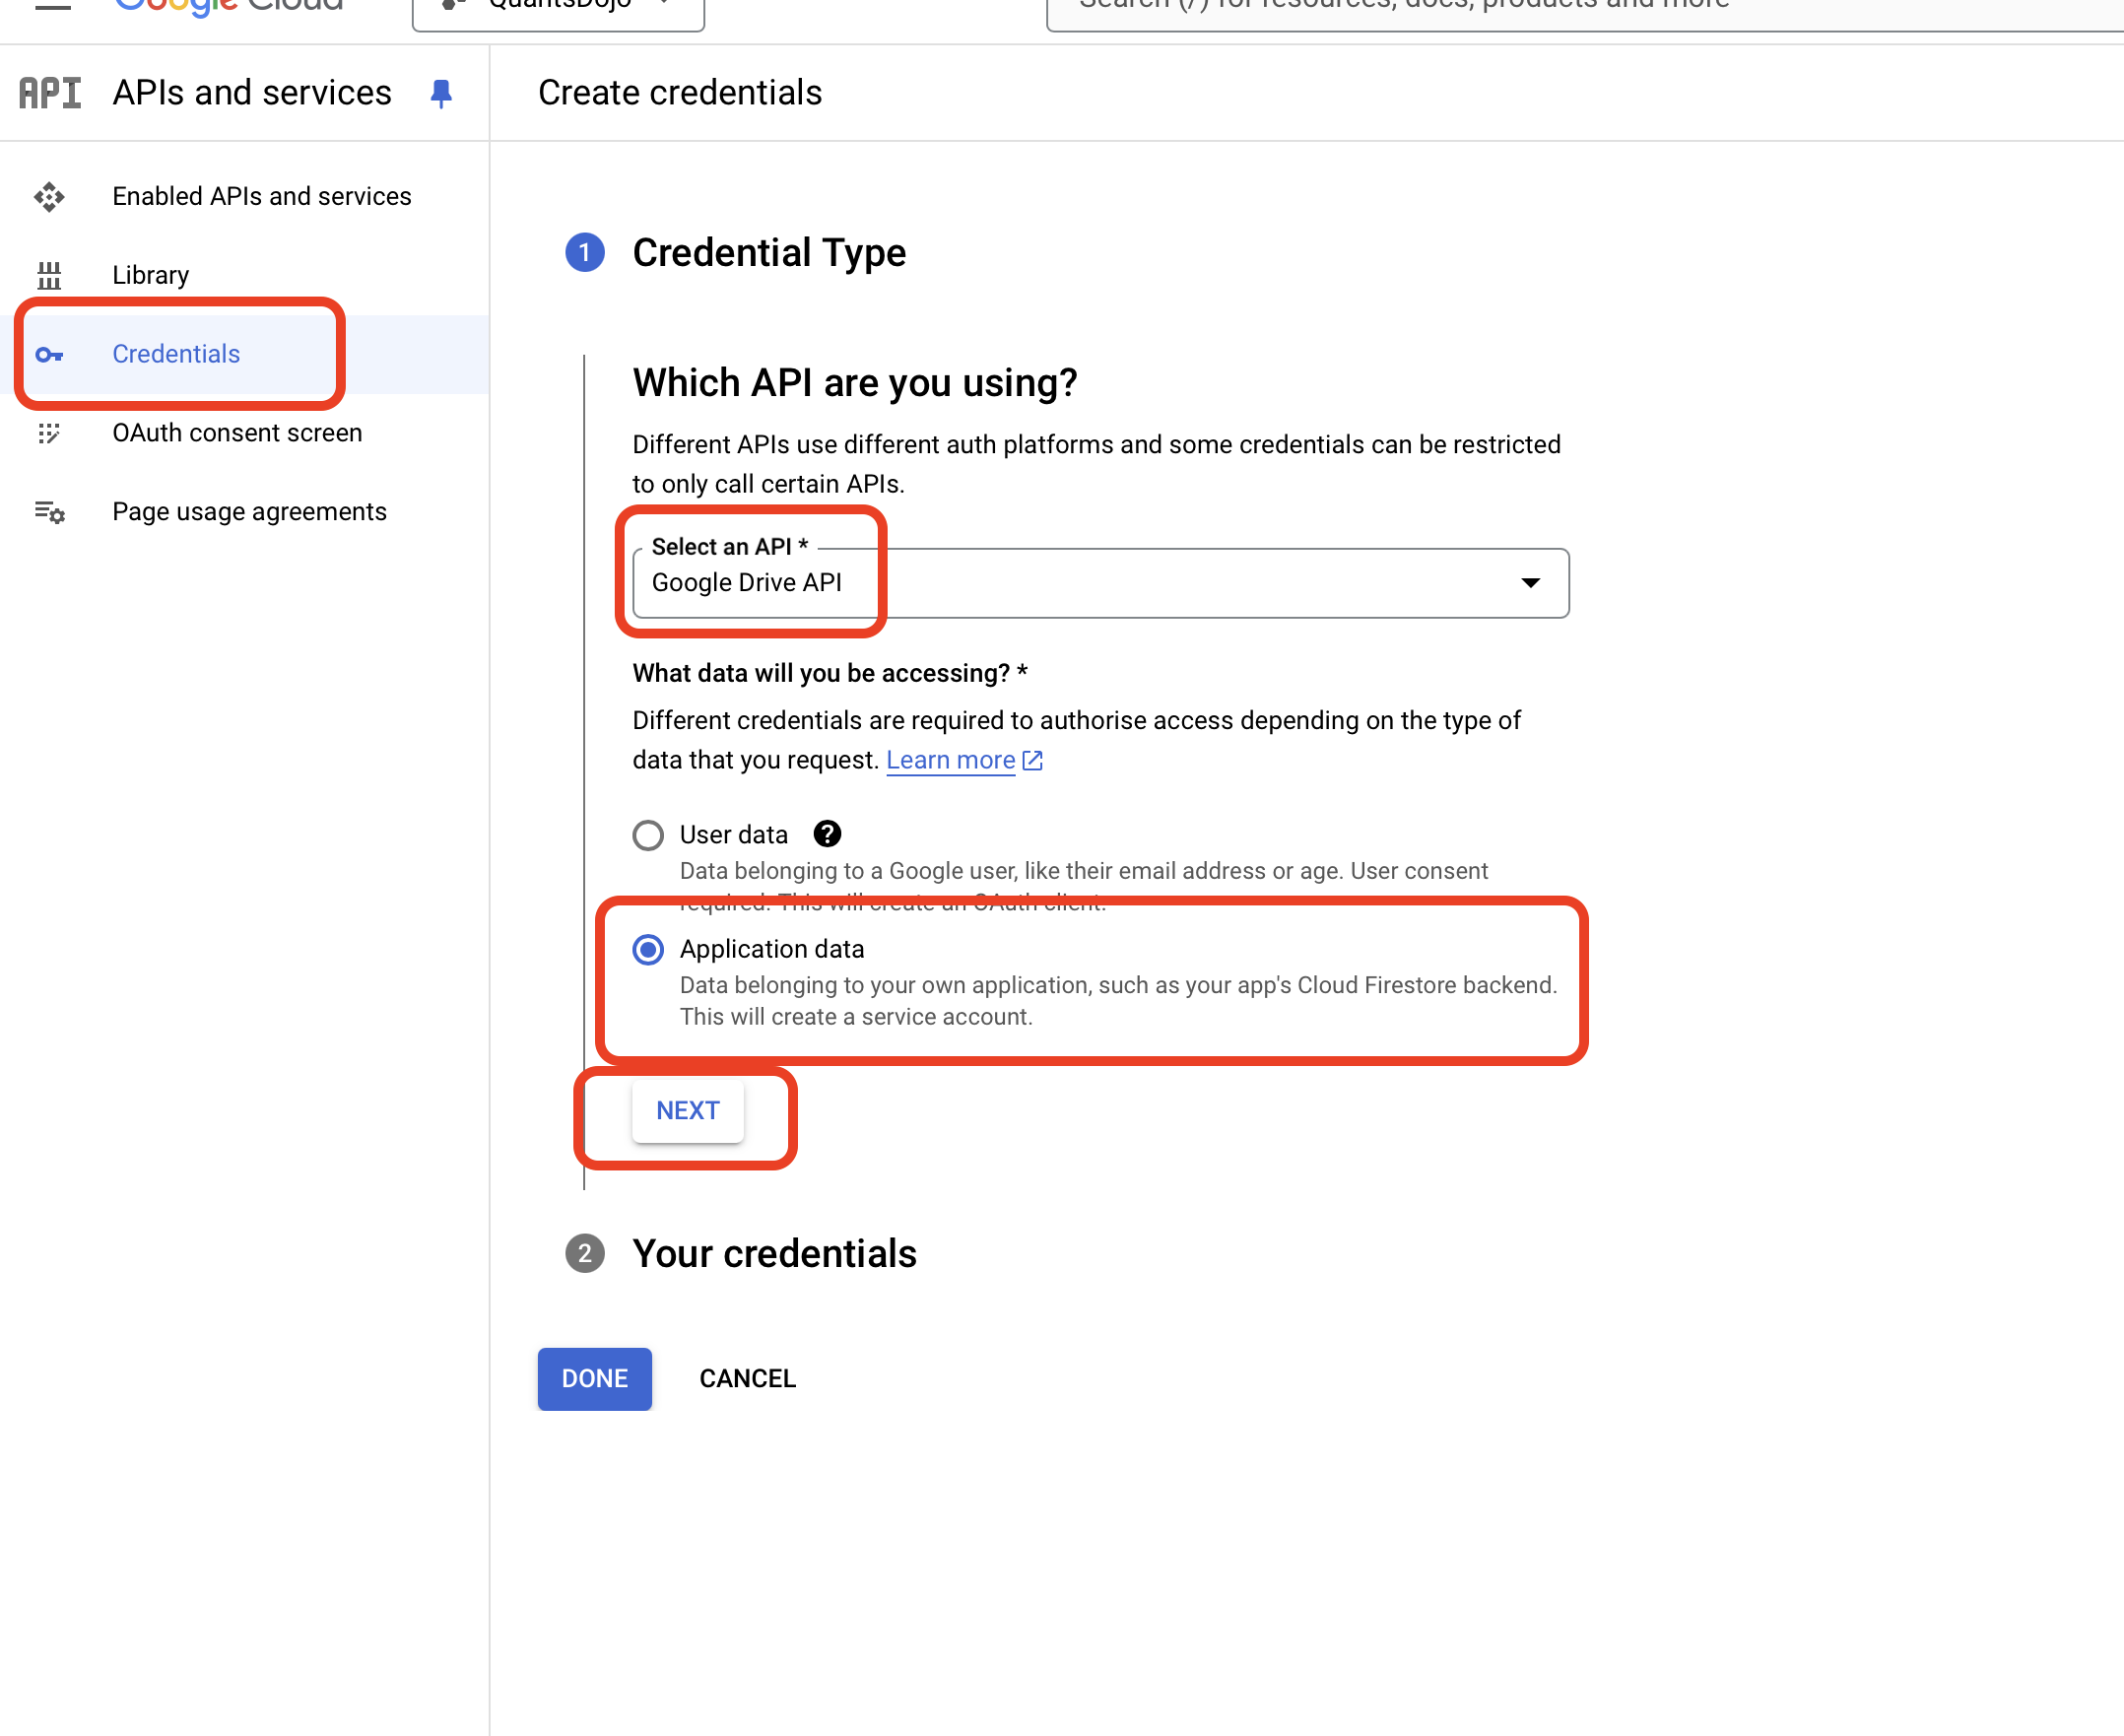 Google Cloud
QuantsDojo
Search (/) for resources, docs, products and more
API
APIs and services
Create credentials
Enabled APIs and services
Library
Credentials
OAuth consent screen
Page usage agreements
1
Credential Type
Which API are you using?
Different APIs use different auth platforms and some credentials can be restricted
to only call certain APIs.
Select an API *
Google Drive API
What data will you be accessing? *
Different credentials are required to authorise access depending on the type of
data that you request. Learn more
User data
?
Data belonging to a Google user, like their email address or age. User consent
required. This will create an OAuth client.
Application data
Data belonging to your own application, such as your app's Cloud Firestore backend.
This will create a service account.
NEXT
2
Your credentials
DONE
CANCEL